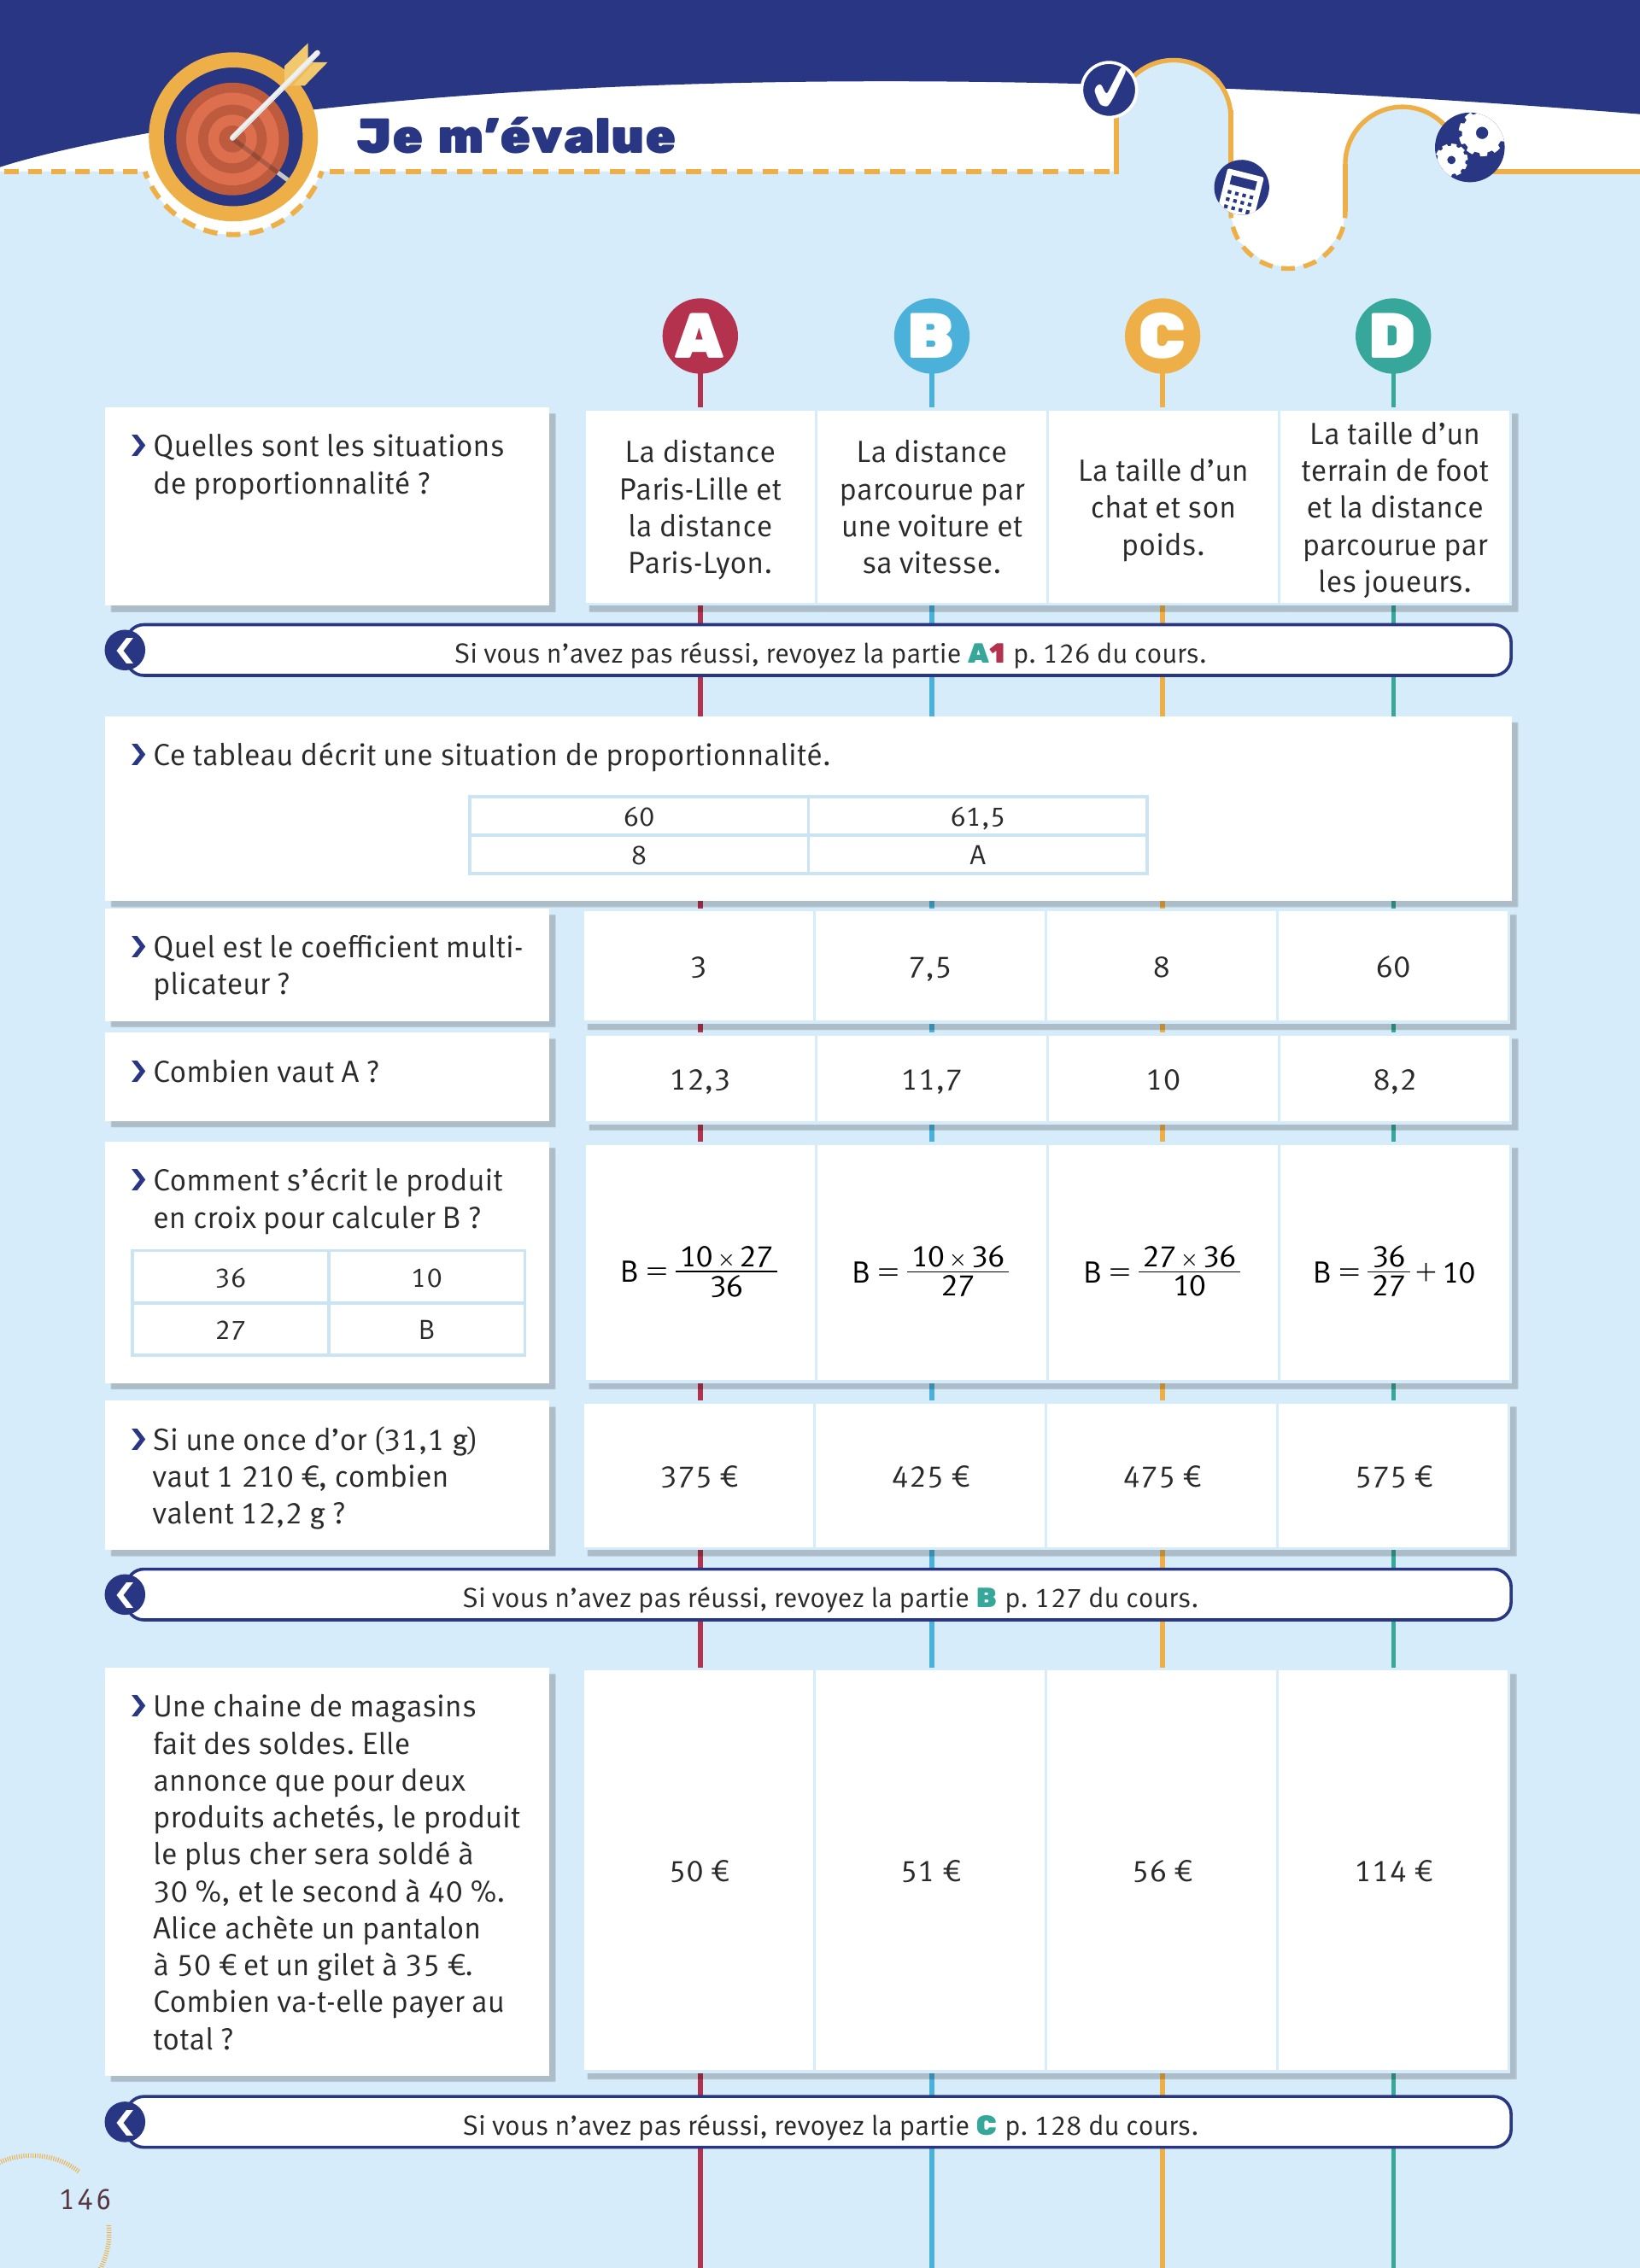 Je m'évalue
A
B
C
D
❯ Quelles sont les situations
de proportionnalité ?
La distance
Paris-Lille et
la distance
Paris-Lyon.
La distance
parcourue par
une voiture et
sa vitesse.
La taille d'un
chat et son
poids.
La taille d'un
terrain de foot
et la distance
parcourue par
les joueurs.
Si vous n'avez pas réussi, revoyez la partie A1 p. 126 du cours.
❯ Ce tableau décrit une situation de proportionnalité.
60 61,5
8 A
❯ Quel est le coefficient multi-
plicateur ?
3 7,5 8 60
❯ Combien vaut A ?
12,3 11,7 10 8,2
❯ Comment s'écrit le produit
en croix pour calculer B ?
36 10
27 B
B = 10 × 27 / 36
B = 10 × 36 / 27
B = 27 × 36 / 10
B = 36 / 27 + 10
❯ Si une once d'or (31,1 g)
vaut 1 210 €, combien
valent 12,2 g ?
375 € 425 € 475 € 575 €
Si vous n'avez pas réussi, revoyez la partie B p. 127 du cours.
❯ Une chaine de magasins
fait des soldes. Elle
annonce que pour deux
produits achetés, le produit
le plus cher sera soldé à
30 %, et le second à 40 %.
Alice achète un pantalon
à 50 € et un gilet à 35 €.
Combien va-t-elle payer au
total ?
50 € 51 € 56 € 114 €
Si vous n'avez pas réussi, revoyez la partie C p. 128 du cours.
146